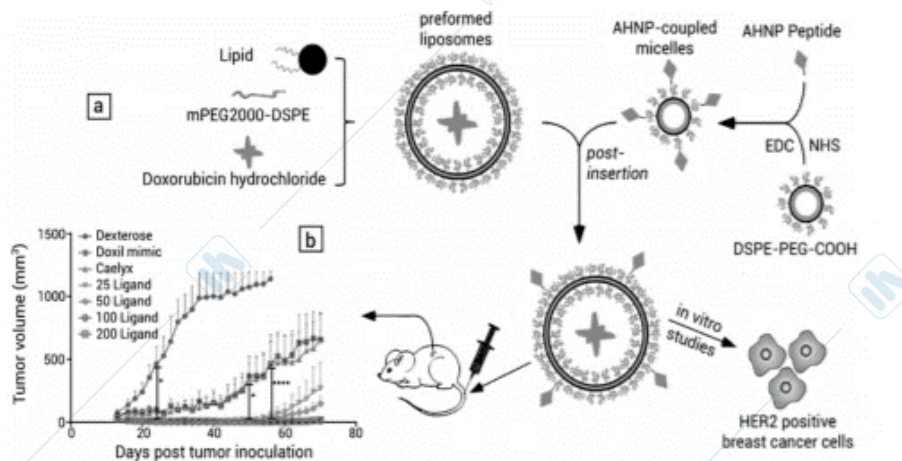 preformed
liposomes
AHNP-coupled
micelles
AHNP Peptide
Lipid
a
mPEG2000-DSPE
Doxorubicin hydrochloride
post-
insertion
EDC
NHS
DSPE-PEG-COOH
b
1500
1000
500
0
Tumor volume (mm³)
Dexterose
Doxil mimic
Caelyx
25 Ligand
50 Ligand
100 Ligand
200 Ligand
*
*
****
0 20 40 60 80
Days post tumor inoculation
in vitro
studies
HER2 positive
breast cancer cells